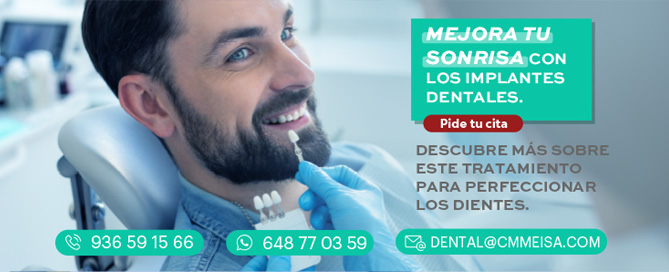 MEJORA TU
SONRISA CON
LOS IMPLANTES
DENTALES.
Pide tu cita
DESCUBRE MÁS SOBRE
ESTE TRATAMIENTO
PARA PERFECCIONAR
LOS DIENTES.
936 59 15 66
648 77 03 59
DENTAL@CMMEISA.COM